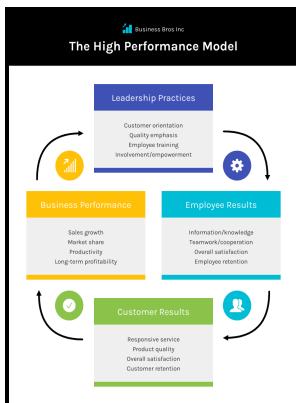 Business Bros Inc
The High Performance Model
Leadership Practices
Customer orientation
Quality emphasis
Employee training
Involvement/empowerment
Business Performance
Sales growth
Market share
Productivity
Long-term profitability
Employee Results
Information/knowledge
Teamwork/cooperation
Overall satisfaction
Employee retention
Customer Results
Responsive service
Product quality
Overall satisfaction
Customer retention